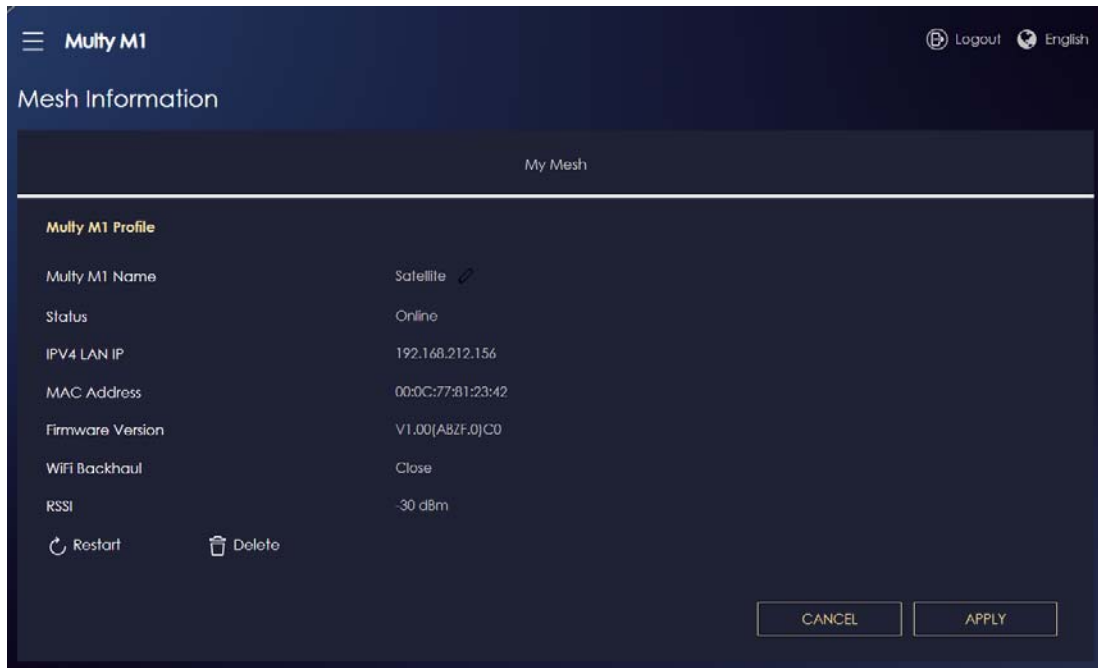 Multy M1 Logout English
Mesh Information
My Mesh
Multy M1 Profile
Multy M1 Name Satellite
Status Online
IPV4 LAN IP 192.168.212.156
MAC Address 00:0C:77:81:23:42
Firmware Version V1.00(ABZF.0)C0
WiFi Backhaul Close
RSSI -30 dBm
Restart Delete
CANCEL APPLY